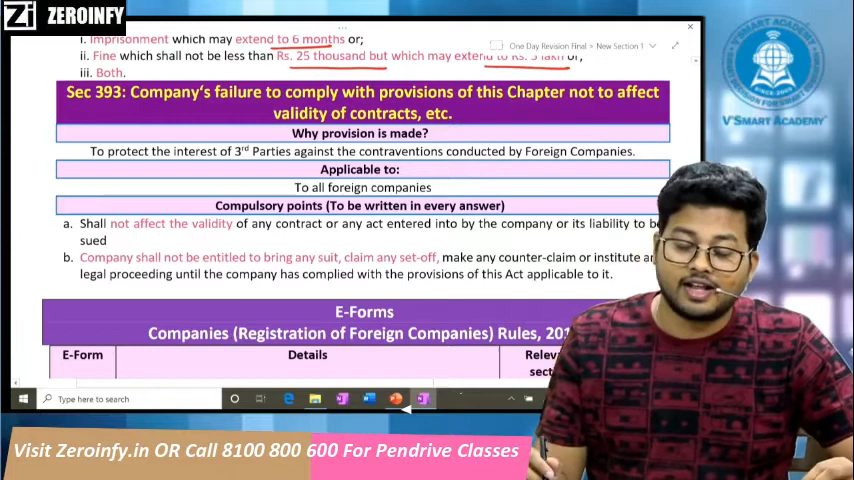 Zi ZEROINFY
i. Imprisonment which may extend to 6 months or;
One Day Revision Final > New Section 1
ii. Fine which shall not be less than Rs. 25 thousand but which may extend to Rs. 5 lakh or;
iii. Both.
Sec 393: Company's failure to comply with provisions of this Chapter not to affect
validity of contracts, etc.
Why provision is made?
To protect the interest of 3rd Parties against the contraventions conducted by Foreign Companies.
Applicable to:
To all foreign companies
Compulsory points (To be written in every answer)
a. Shall not affect the validity of any contract or any act entered into by the company or its liability to be
sued
b. Company shall not be entitled to bring any suit, claim any set-off, make any counter-claim or institute
legal proceeding until the company has complied with the provisions of this Act applicable to it.
E-Forms
Companies (Registration of Foreign Companies) Rules,
E-Form Details
V'SMART ACADEMY
Type here to search
Visit Zeroinfy.in OR Call 8100 800 600 For Pendrive Classes